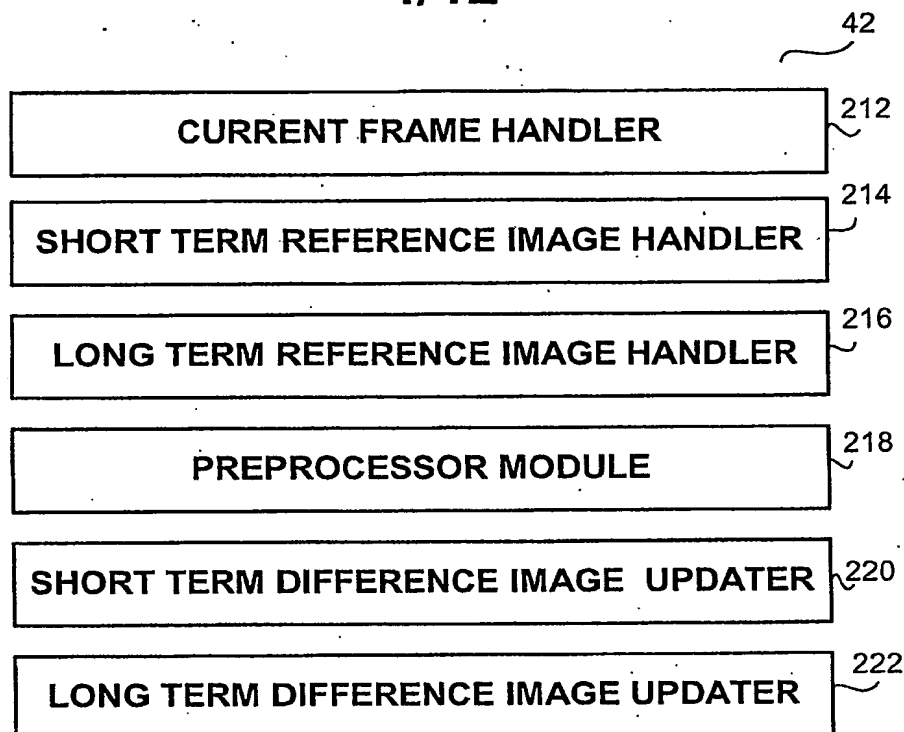 42
CURRENT FRAME HANDLER 212
SHORT TERM REFERENCE IMAGE HANDLER 214
LONG TERM REFERENCE IMAGE HANDLER 216
PREPROCESSOR MODULE 218
SHORT TERM DIFFERENCE IMAGE UPDATER 220
LONG TERM DIFFERENCE IMAGE UPDATER 222